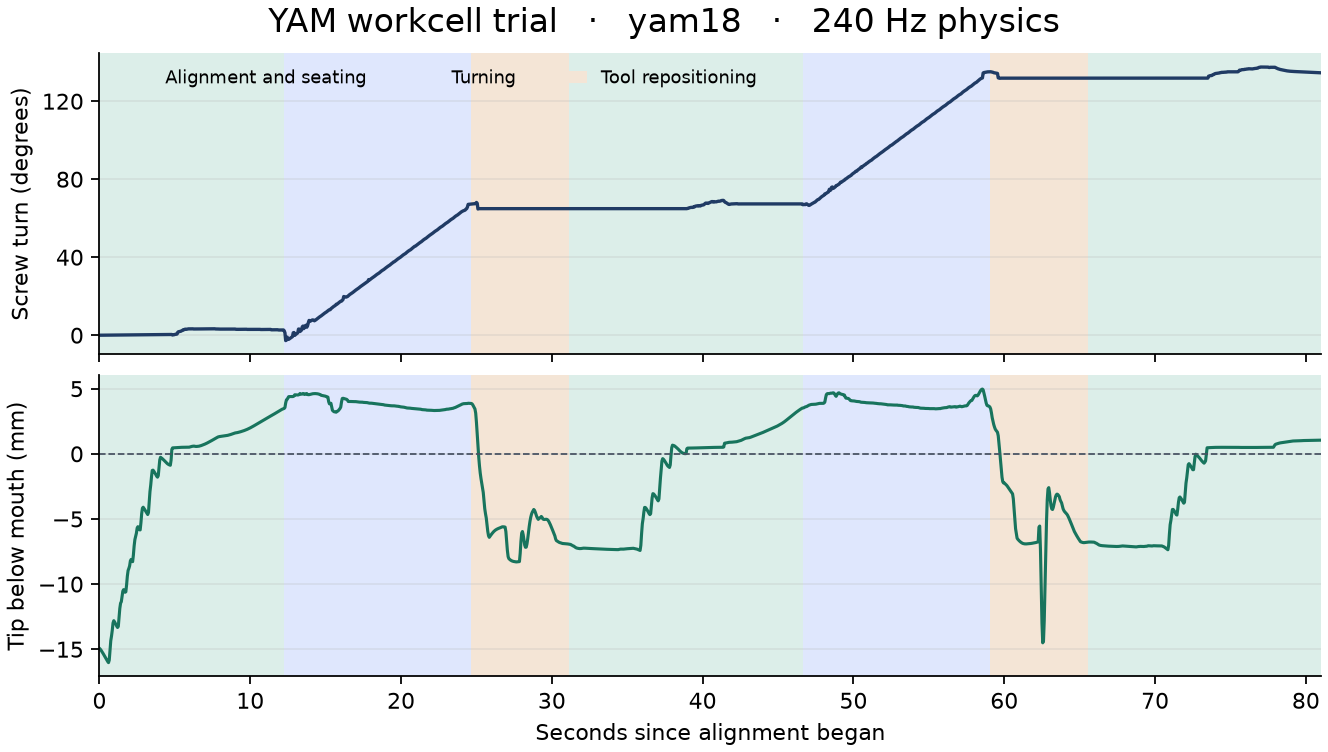 YAM workcell trial · yam18 · 240 Hz physics
Alignment and seating Turning Tool repositioning
Screw turn (degrees)
120
80
40
0
Tip below mouth (mm)
5
0
−5
−10
−15
0 10 20 30 40 50 60 70 80
Seconds since alignment began